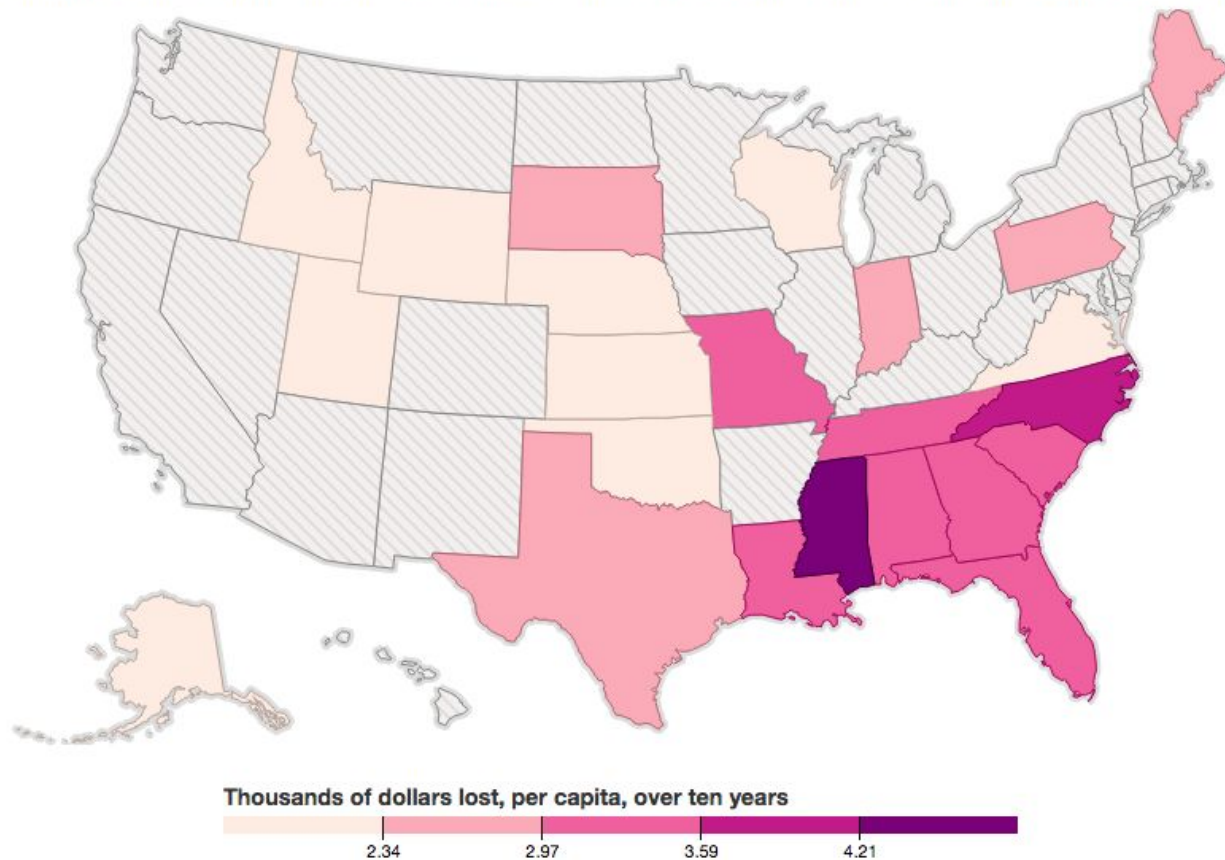 Thousands of dollars lost, per capita, over ten years
2.34 2.97 3.59 4.21